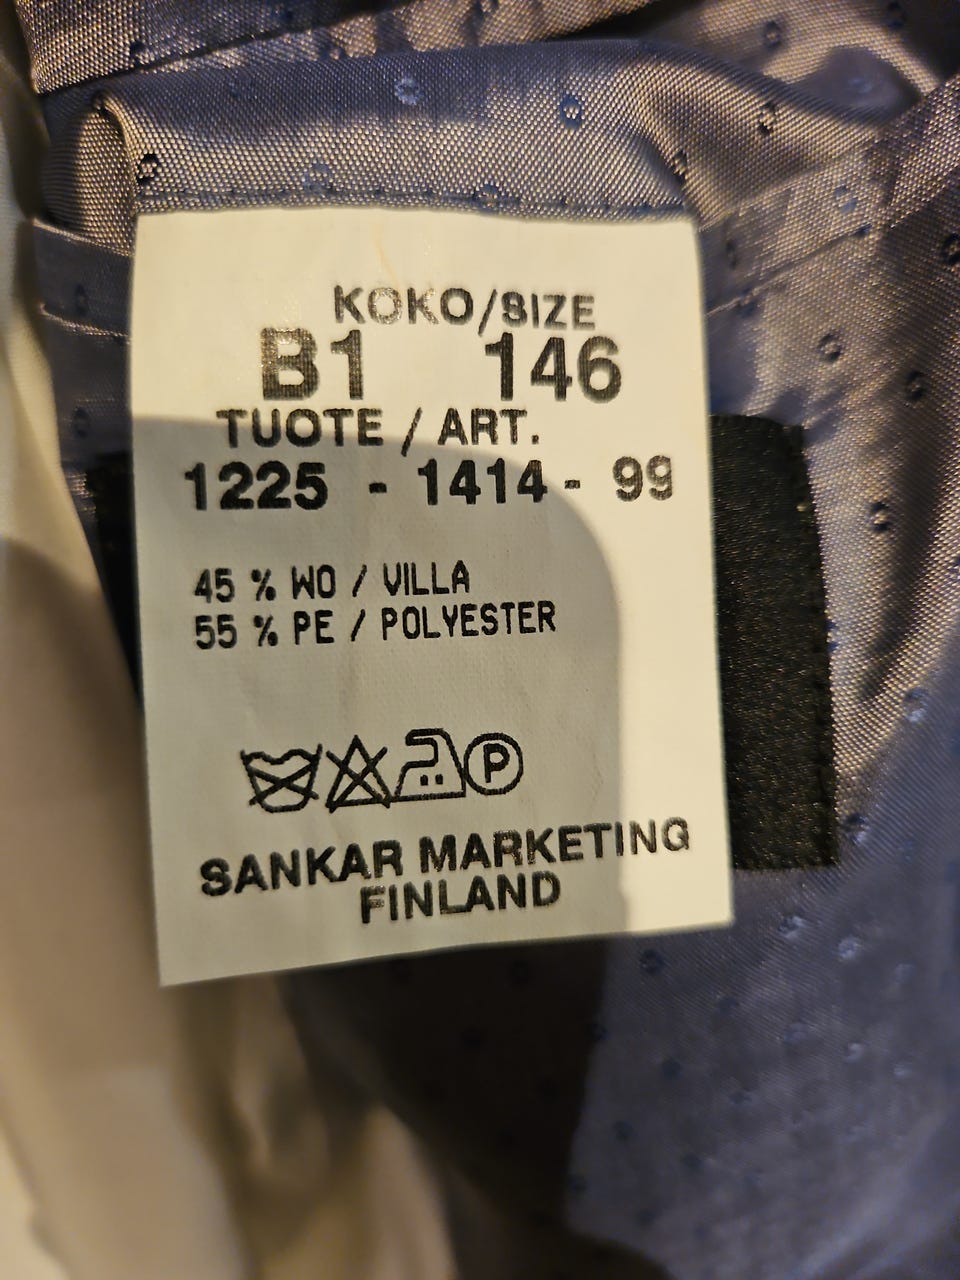 KOKO/SIZE
B1 146
TUOTE / ART.
1225 - 1414 - 99
45 % WO / VILLA
55 % PE / POLYESTER
P
SANKAR MARKETING
FINLAND